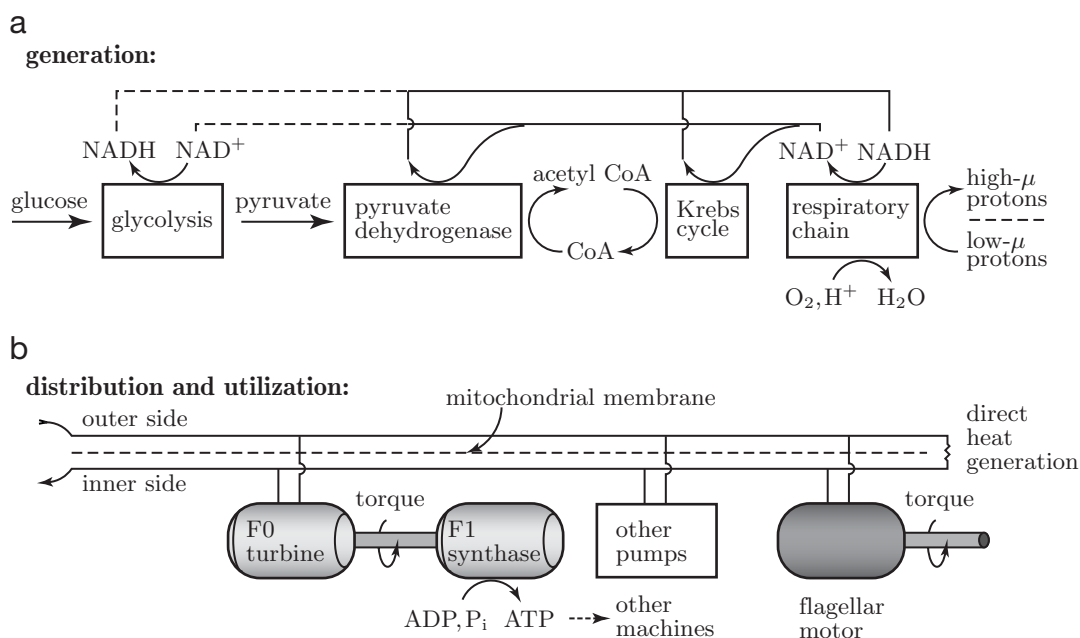 a
generation:
NADH NAD⁺
NAD⁺ NADH
glucose
glycolysis
pyruvate
pyruvate
dehydrogenase
acetyl CoA
CoA
Krebs
cycle
respiratory
chain
high-μ
protons
low-μ
protons
O₂,H⁺ H₂O
b
distribution and utilization:
outer side
mitochondrial membrane
inner side
direct
heat
generation
F0
turbine
torque
F1
synthase
other
pumps
torque
ADP,Pᵢ ATP
other
machines
flagellar
motor